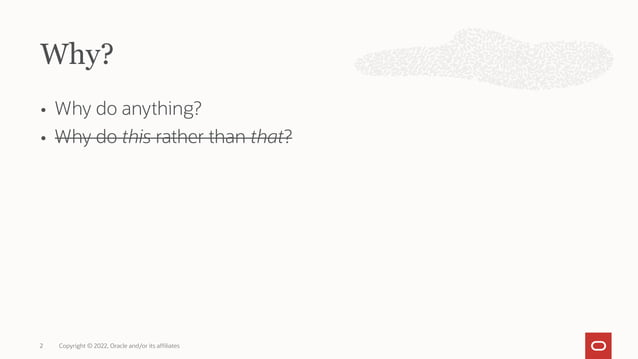 Why?
• Why do anything?
• Why do this rather than that?
2 Copyright © 2022, Oracle and/or its affiliates